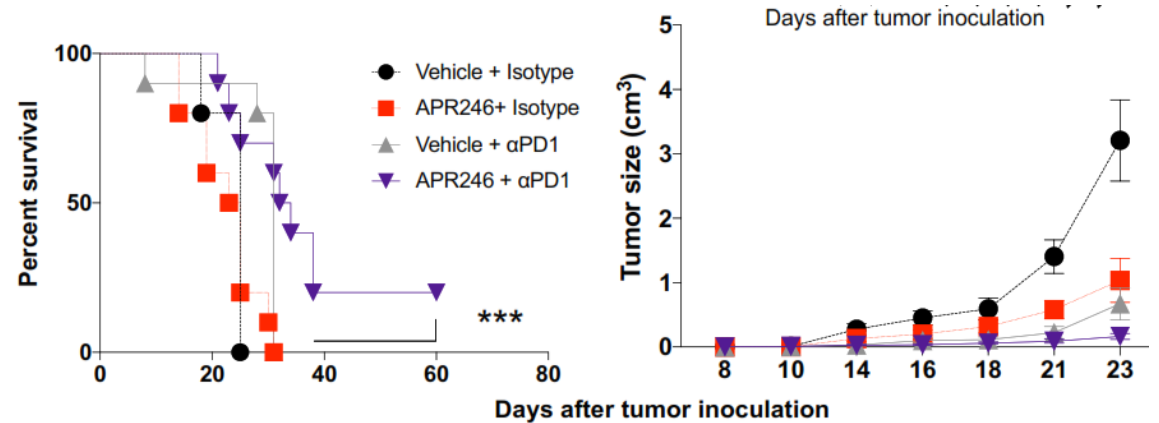 Percent survival
100
50
0
0 20 40 60 80
Vehicle + Isotype
APR246+ Isotype
Vehicle + αPD1
APR246 + αPD1
***
Days after tumor inoculation
Tumor size (cm3)
5
4
3
2
1
0
8 10 14 16 18 21 23
Days after tumor inoculation